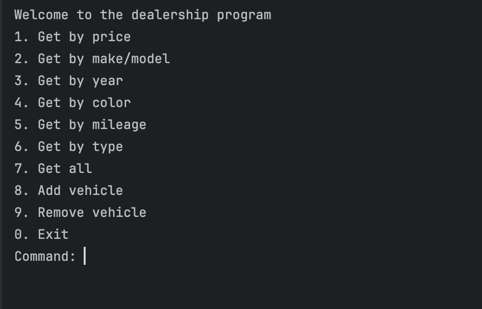 Welcome to the dealership program
1. Get by price
2. Get by make/model
3. Get by year
4. Get by color
5. Get by mileage
6. Get by type
7. Get all
8. Add vehicle
9. Remove vehicle
0. Exit
Command: